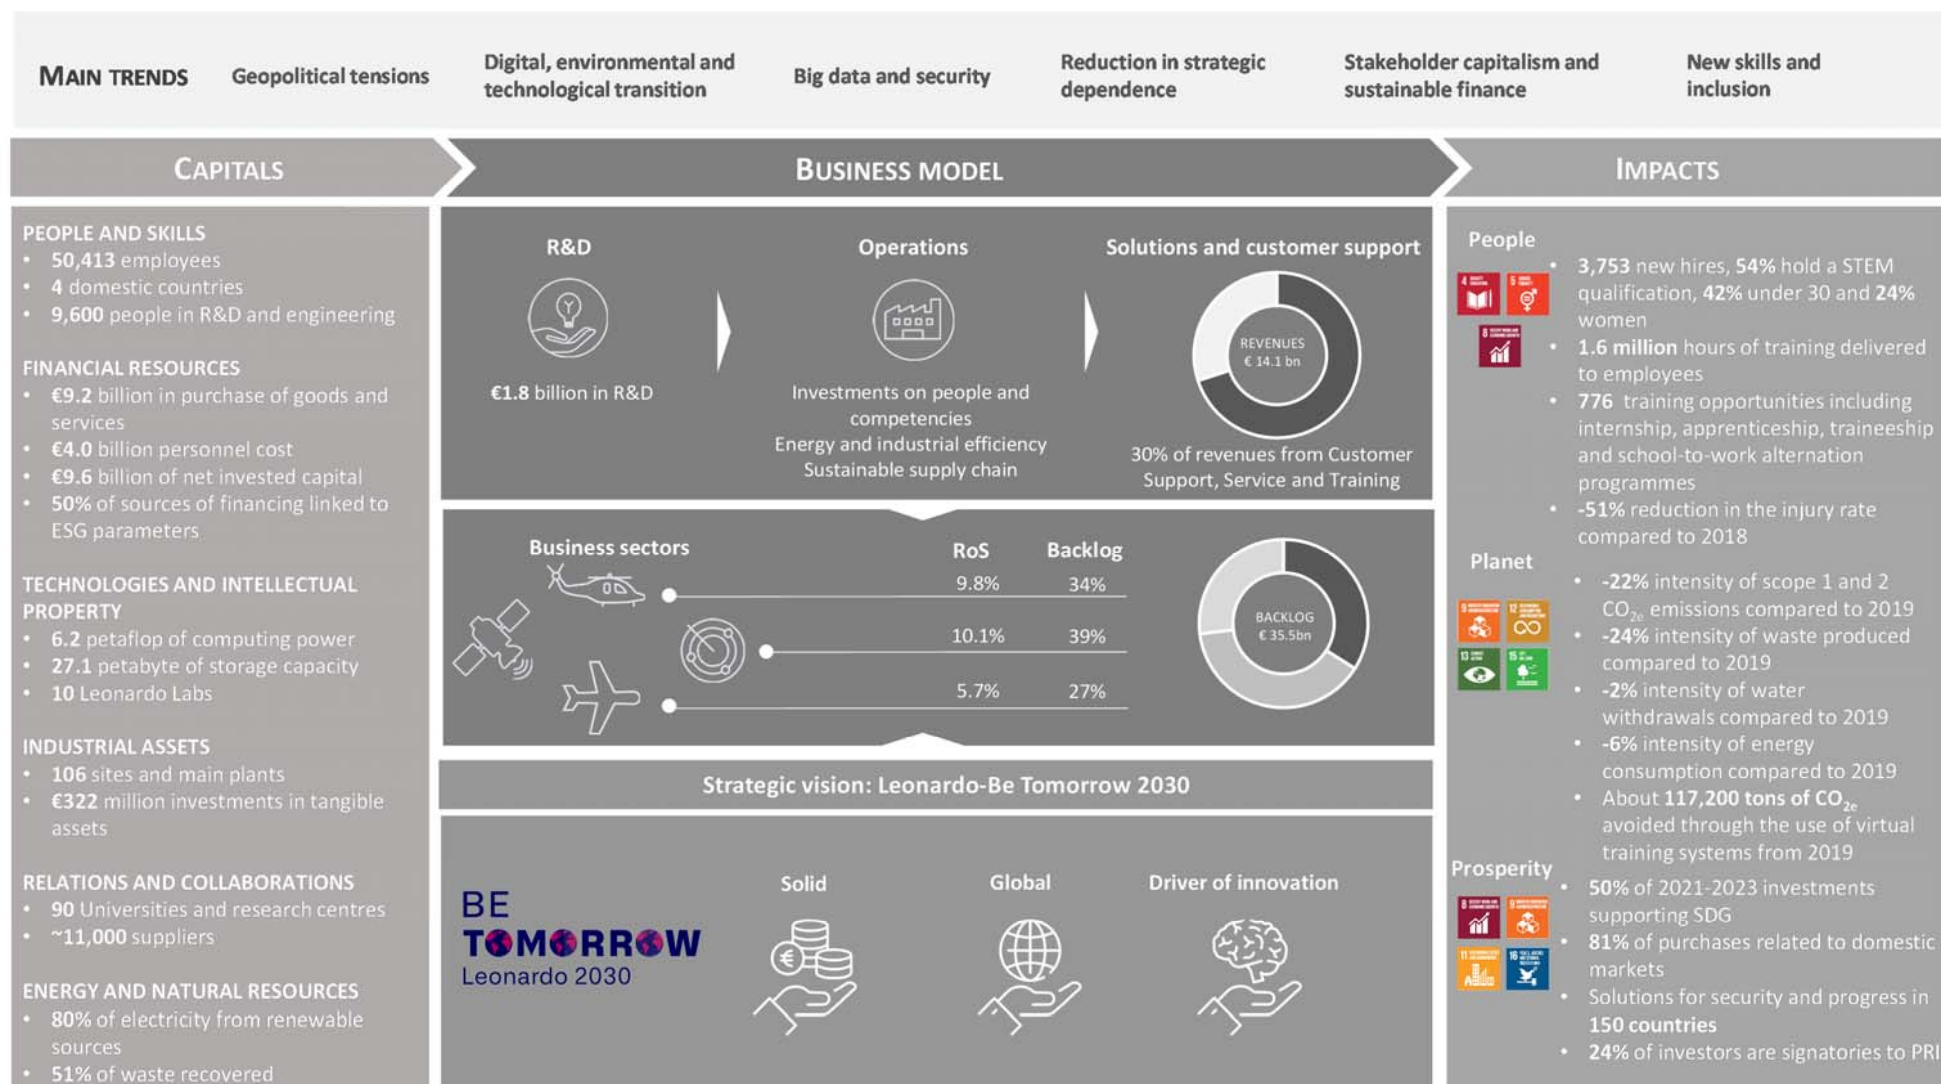 MAIN TRENDS
Geopolitical tensions
Digital, environmental and
technological transition
Big data and security
Reduction in strategic
dependence
Stakeholder capitalism and
sustainable finance
New skills and
inclusion
CAPITALS
BUSINESS MODEL
IMPACTS
PEOPLE AND SKILLS
• 50,413 employees
• 4 domestic countries
• 9,600 people in R&D and engineering
FINANCIAL RESOURCES
• €9.2 billion in purchase of goods and
services
• €4.0 billion personnel cost
• €9.6 billion of net invested capital
• 50% of sources of financing linked to
ESG parameters
TECHNOLOGIES AND INTELLECTUAL
PROPERTY
• 6.2 petaflop of computing power
• 27.1 petabyte of storage capacity
• 10 Leonardo Labs
INDUSTRIAL ASSETS
• 106 sites and main plants
• €322 million investments in tangible
assets
RELATIONS AND COLLABORATIONS
• 90 Universities and research centres
• ~11,000 suppliers
ENERGY AND NATURAL RESOURCES
• 80% of electricity from renewable
sources
• 51% of waste recovered
R&D
€1.8 billion in R&D
Operations
Investments on people and
competencies
Energy and industrial efficiency
Sustainable supply chain
Solutions and customer support
REVENUES
€ 14.1 bn
30% of revenues from Customer
Support, Service and Training
Business sectors
RoS Backlog
9.8% 34%
10.1% 39%
5.7% 27%
BACKLOG
€ 35.5bn
Strategic vision: Leonardo-Be Tomorrow 2030
BE
TOMORROW
Leonardo 2030
Solid
Global
Driver of innovation
People
4
5
8
• 3,753 new hires, 54% hold a STEM
qualification, 42% under 30 and 24%
women
• 1.6 million hours of training delivered
to employees
• 776 training opportunities including
internship, apprenticeship, traineeship
and school-to-work alternation
programmes
• -51% reduction in the injury rate
compared to 2018
Planet
9
12
13
15
• -22% intensity of scope 1 and 2
CO2e emissions compared to 2019
• -24% intensity of waste produced
compared to 2019
• -2% intensity of water
withdrawals compared to 2019
• -6% intensity of energy
consumption compared to 2019
• About 117,200 tons of CO2e
avoided through the use of virtual
training systems from 2019
Prosperity
8
9
11
16
• 50% of 2021-2023 investments
supporting SDG
• 81% of purchases related to domestic
markets
• Solutions for security and progress in
150 countries
• 24% of investors are signatories to PRI